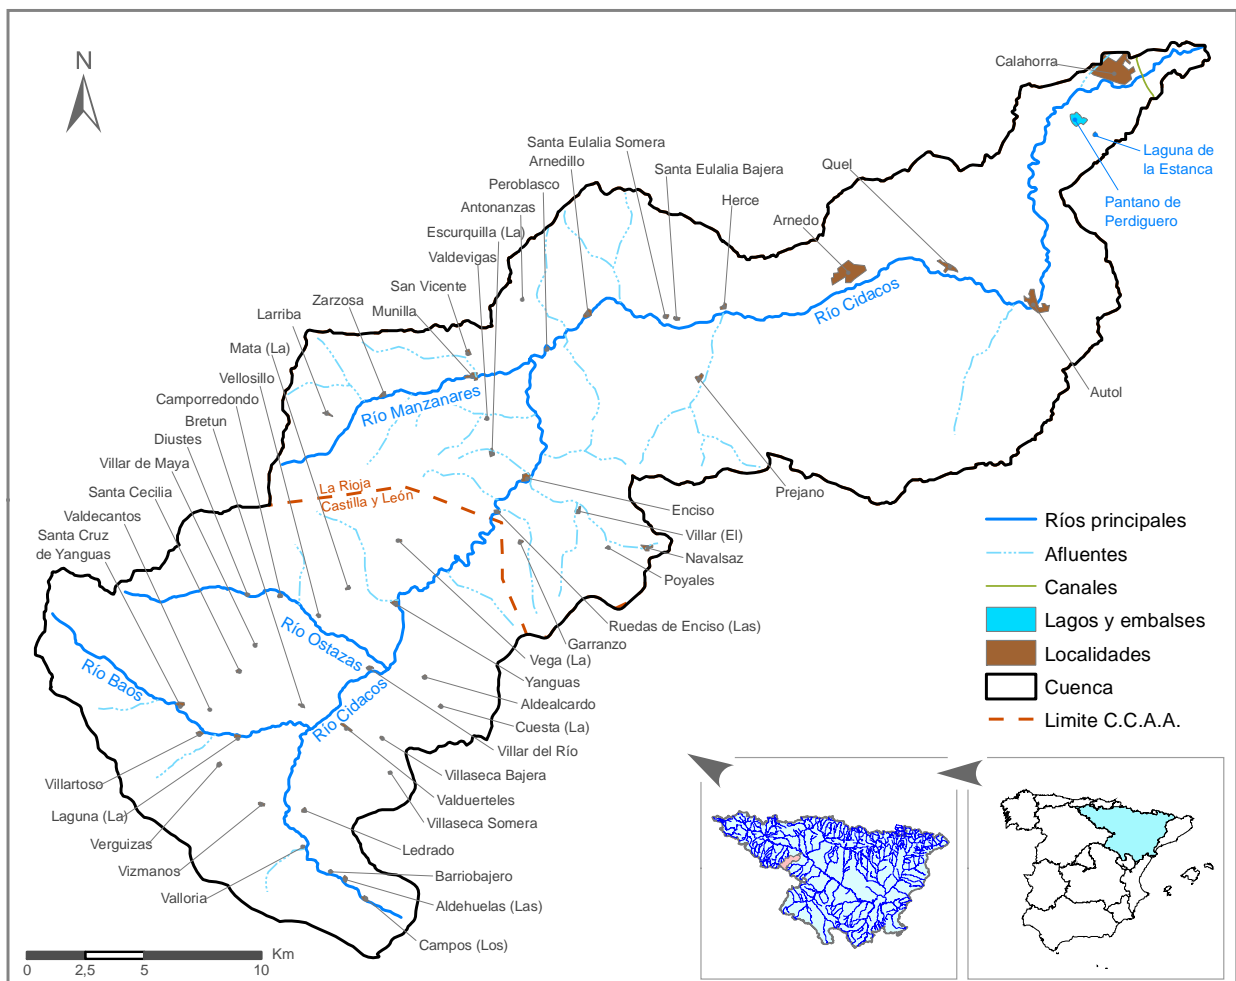 N
Calahorra
Santa Eulalia Somera
Arnedillo
Santa Eulalia Bajera
Quel
Laguna de
la Estanca
Peroblasco
Antonanzas
Herce
Arnedo
Pantano de
Perdiguero
Escurquilla (La)
Valdevigas
San Vicente
Zarzosa
Munilla
Larriba
Río Cidacos
Mata (La)
Vellosillo
Camporredondo
Bretun
Diustes
Villar de Maya
Santa Cecilia
Valdecantos
Santa Cruz
de Yanguas
Río Manzanares
Autol
La Rioja
Castilla y León
Prejano
Enciso
Villar (El)
Navalsaz
Poyales
Ruedas de Enciso (Las)
Garranzo
Vega (La)
Yanguas
Aldealcardo
Cuesta (La)
Villar del Río
Villaseca Bajera
Valduerteles
Villaseca Somera
Ledrado
Barriobajero
Aldehuelas (Las)
Campos (Los)
Río Ostazas
Río Baos
Río Cidacos
Villartoso
Laguna (La)
Verguizas
Vizmanos
Valloria
Ríos principales
Afluentes
Canales
Lagos y embalses
Localidades
Cuenca
Limite C.C.A.A.
Km
0 2,5 5 10